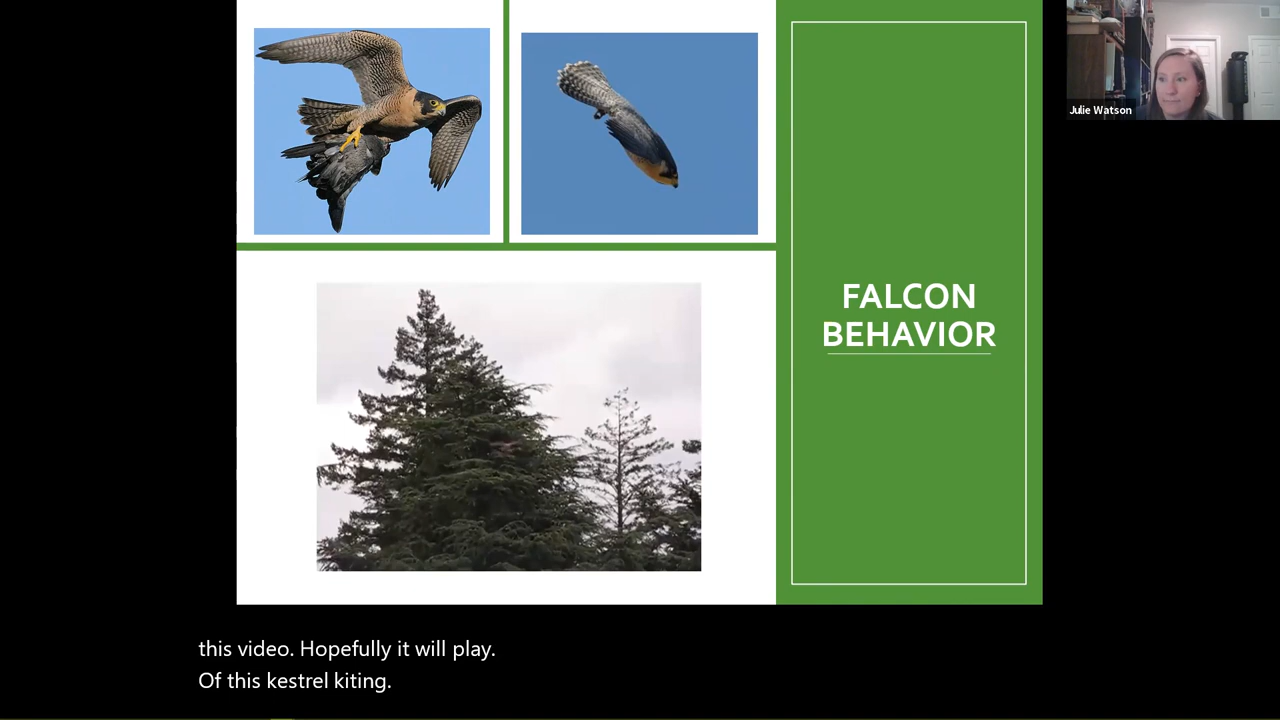 Julie Watson
FALCON
BEHAVIOR
this video. Hopefully it will play.
Of this kestrel kiting.